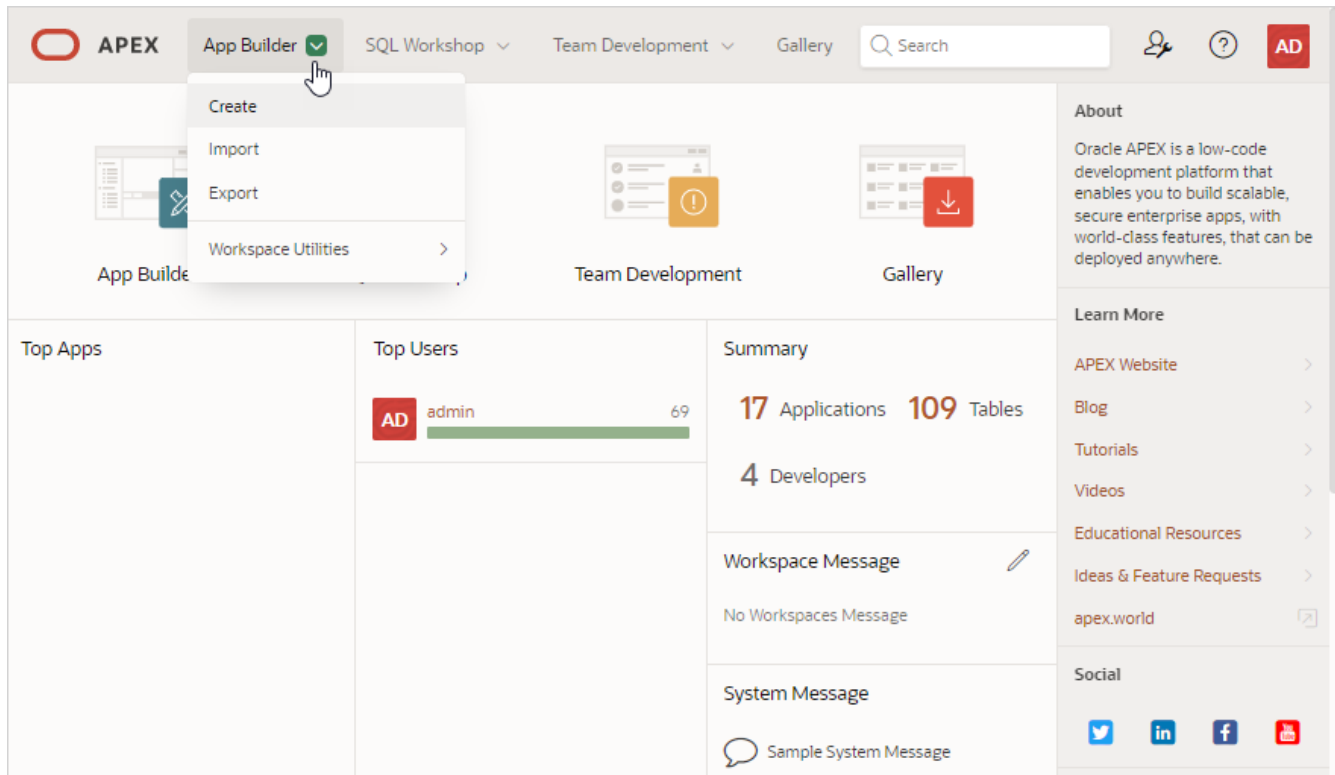 APEX
App Builder
SQL Workshop
Team Development
Gallery
Search
AD
Create
Import
Export
Workspace Utilities
App Builde
Team Development
Gallery
Top Apps
Top Users
AD
admin
69
Summary
17 Applications
109 Tables
4 Developers
Workspace Message
No Workspaces Message
System Message
Sample System Message
About
Oracle APEX is a low-code
development platform that
enables you to build scalable,
secure enterprise apps, with
world-class features, that can be
deployed anywhere.
Learn More
APEX Website
Blog
Tutorials
Videos
Educational Resources
Ideas & Feature Requests
apex.world
Social